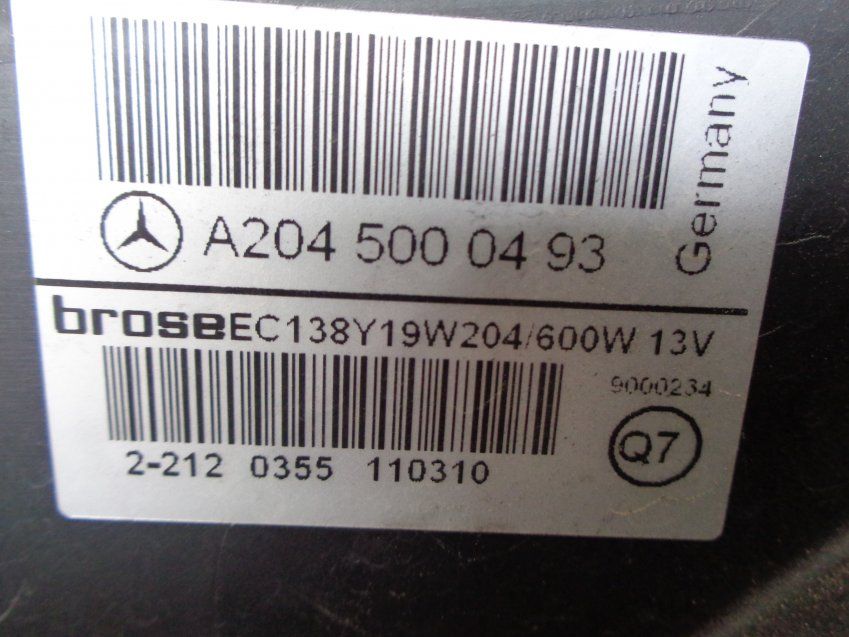 A204 500 04 93
Germany
broseEC138Y19W204/600W 13V
9000234
Q7
2-212 0355 110310